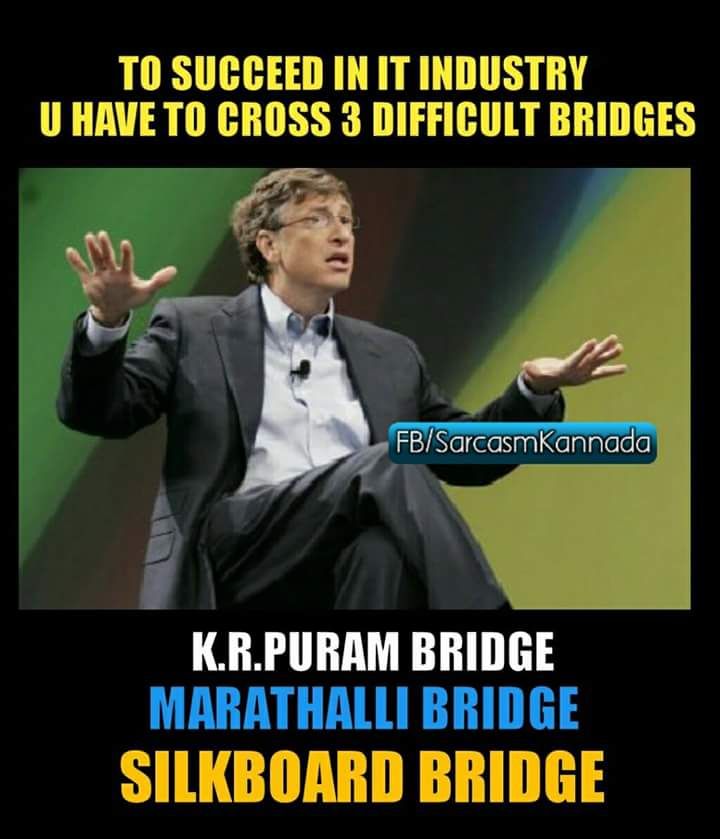 TO SUCCEED IN IT INDUSTRY
U HAVE TO CROSS 3 DIFFICULT BRIDGES
FB/SarcasmKannada
K.R.PURAM BRIDGE
MARATHALLI BRIDGE
SILKBOARD BRIDGE